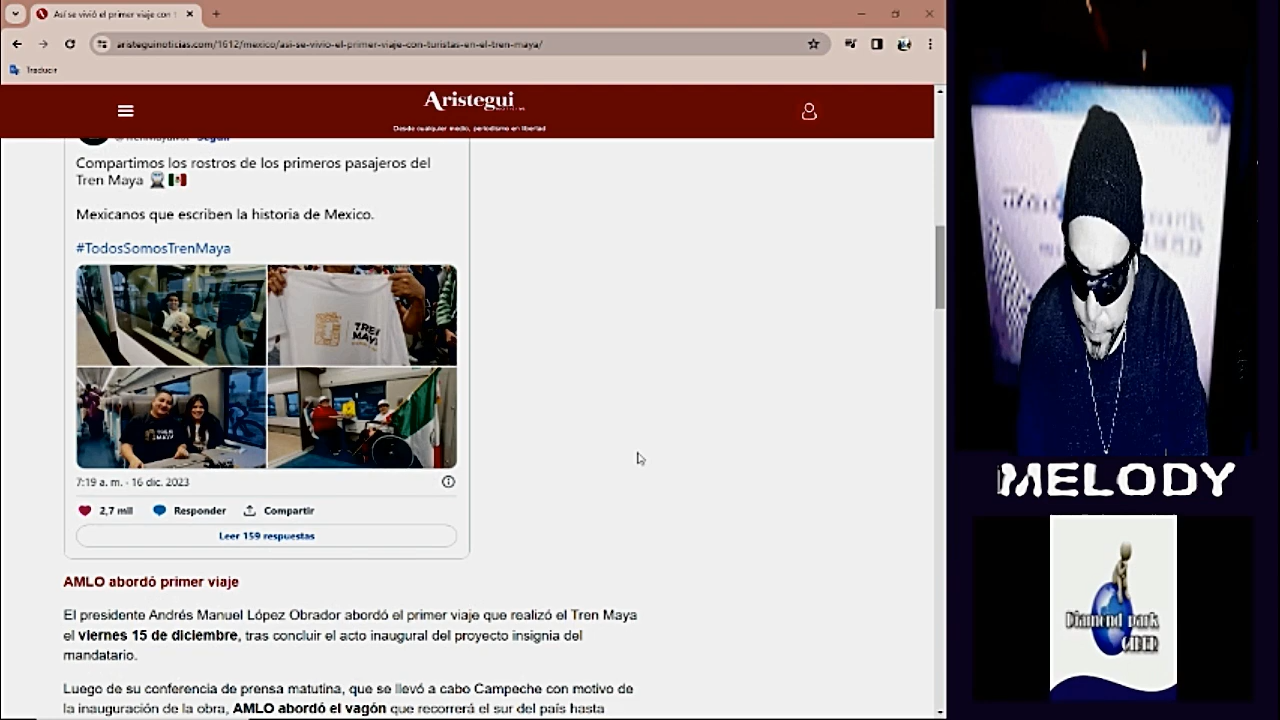 Así se vivió el primer viaje con t
aristeguinoticias.com/1612/mexico/asi-se-vivio-el-primer-viaje-con-turistas-en-el-tren-maya/
Traducir
Aristegui
Desde cualquier medio, periodismo en libertad
Compartimos los rostros de los primeros pasajeros del
Tren Maya
Mexicanos que escriben la historia de Mexico.
#TodosSomosTrenMaya
TREN
MAYA
TREN
MAYA
7:19 a. m. · 16 dic. 2023
2,7 mil Responder Compartir
Leer 159 respuestas
AMLO abordó primer viaje
El presidente Andrés Manuel López Obrador abordó el primer viaje que realizó el Tren Maya
el viernes 15 de diciembre, tras concluir el acto inaugural del proyecto insignia del
mandatario.
Luego de su conferencia de prensa matutina, que se llevó a cabo Campeche con motivo de
la inauguración de la obra, AMLO abordó el vagón que recorrerá el sur del país hasta
MELODY
Diamond park
CIBER